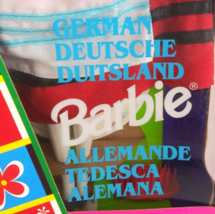 GERMAN
DEUTSCHE
DUITSLAND
Barbie®
ALLEMANDE
TEDESCA
ALEMANA